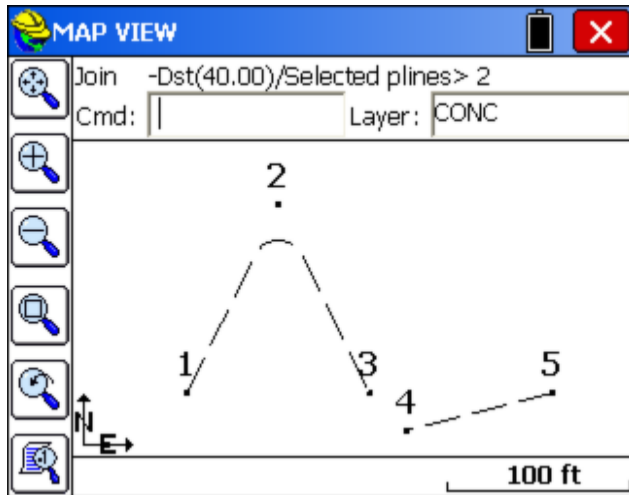 MAP VIEW
Join -Dst(40.00)/Selected plines> 2
Cmd: Layer: CONC
2
1 3 5
4
N
E
100 ft